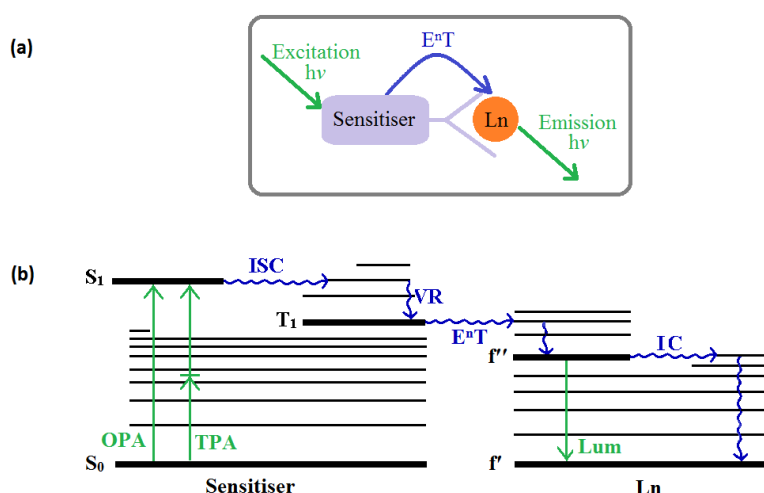 (a)
EⁿT
Excitation
hν
Sensitiser
Ln
Emission
hν
(b)
S₁
ISC
VR
T₁
EⁿT
f''
IC
OPA
TPA
Lum
S₀
f'
Sensitiser
Ln